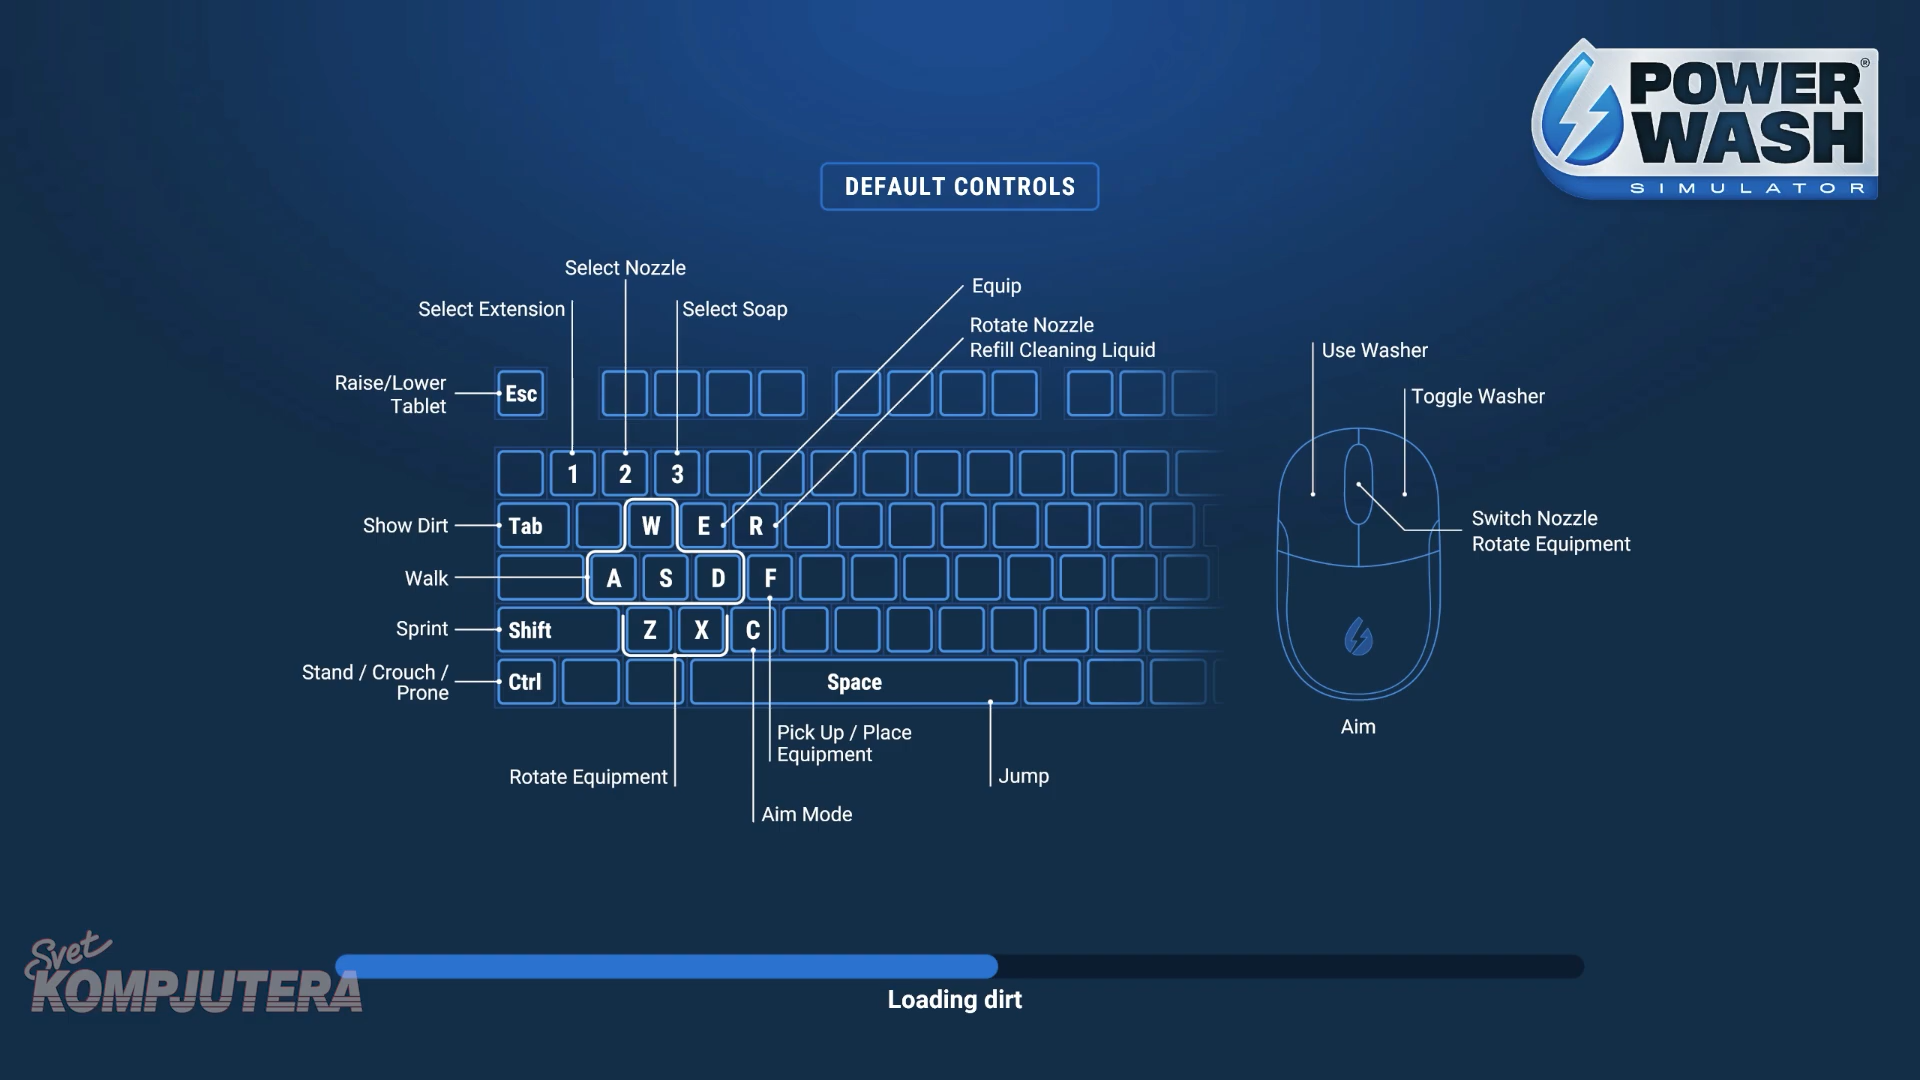 POWER®
WASH
SIMULATOR
DEFAULT CONTROLS
Select Nozzle
Select Extension
Select Soap
Equip
Rotate Nozzle
Refill Cleaning Liquid
Use Washer
Raise/Lower
Tablet
Esc
Toggle Washer
1 2 3
Show Dirt
Tab W E R
Switch Nozzle
Rotate Equipment
Walk
A S D F
Sprint
Shift Z X C
Stand / Crouch /
Prone
Ctrl Space
Aim
Pick Up / Place
Equipment
Rotate Equipment
Jump
Aim Mode
Svet
KOMPJUTERA
Loading dirt